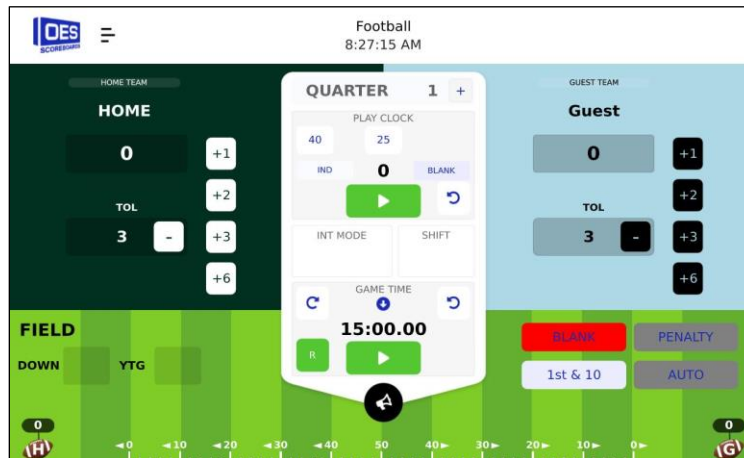 OES
SCOREBOARDS
Football
8:27:15 AM
HOME TEAM
HOME
0
+1
+2
TOL
3
-
+3
+6
QUARTER 1 +
PLAY CLOCK
40 25
IND 0 BLANK
INT MODE SHIFT
GAME TIME
15:00.00
R
GUEST TEAM
Guest
0
+1
+2
TOL
3
-
+3
+6
FIELD
DOWN YTG
BLANK PENALTY
1st & 10 AUTO
0 0
H ◄0 ◄10 ◄20 ◄30 ◄40 50 40► 30► 20► 10► 0► G